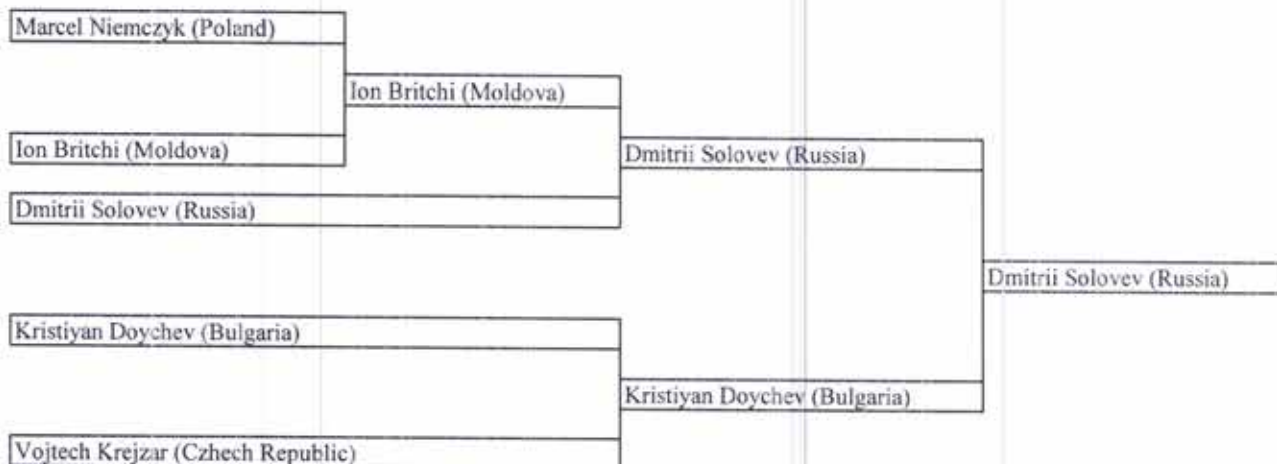 Marcel Niemczyk (Poland)
Ion Britchi (Moldova)
Ion Britchi (Moldova)
Dmitrii Solovev (Russia)
Dmitrii Solovev (Russia)
Dmitrii Solovev (Russia)
Kristiyan Doychev (Bulgaria)
Kristiyan Doychev (Bulgaria)
Vojtech Krejzar (Czhech Republic)